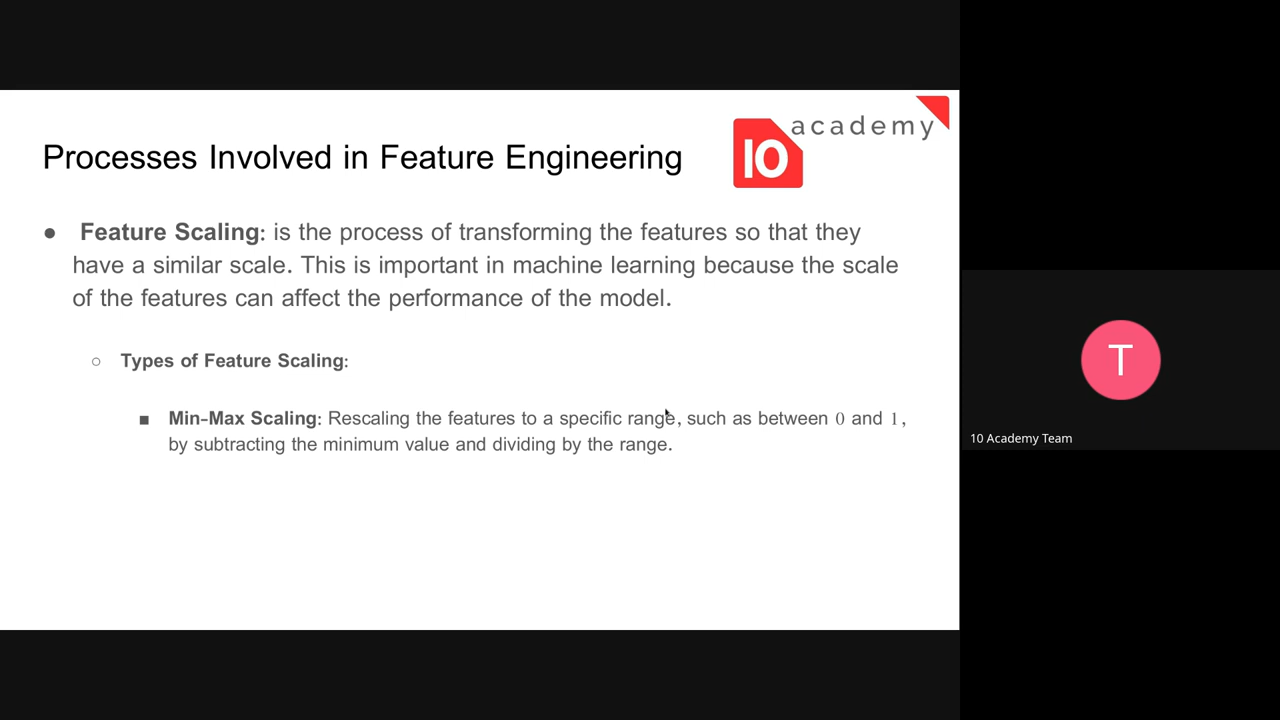 academy
10
Processes Involved in Feature Engineering
● Feature Scaling: is the process of transforming the features so that they
have a similar scale. This is important in machine learning because the scale
of the features can affect the performance of the model.
○ Types of Feature Scaling:
■ Min-Max Scaling: Rescaling the features to a specific range, such as between 0 and 1,
by subtracting the minimum value and dividing by the range.
T
10 Academy Team